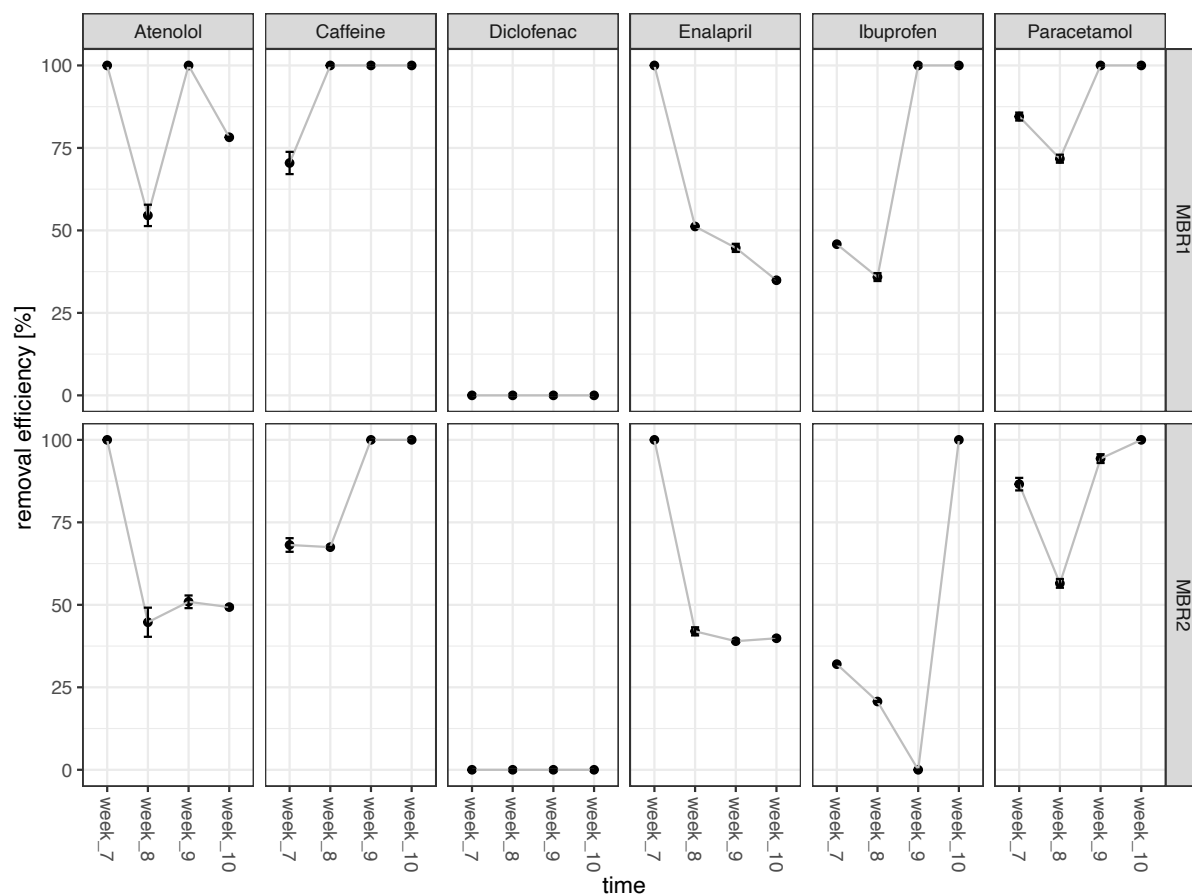 Atenolol Caffeine Diclofenac Enalapril Ibuprofen Paracetamol
100
75
50
25
0
MBR1
100
75
50
25
0
MBR2
removal efficiency [%]
week_7 week_8 week_9 week_10 week_7 week_8 week_9 week_10 week_7 week_8 week_9 week_10 week_7 week_8 week_9 week_10 week_7 week_8 week_9 week_10 week_7 week_8 week_9 week_10
time